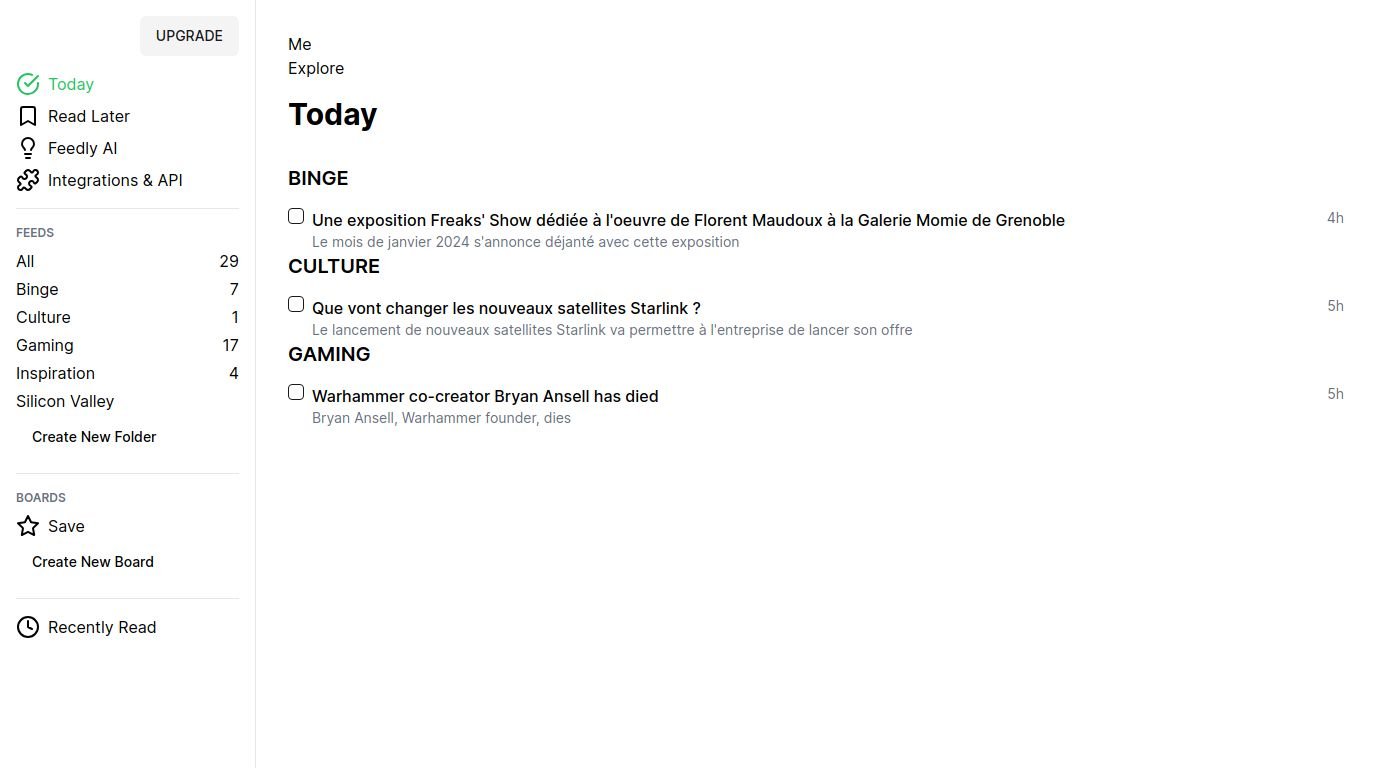 UPGRADE
Today
Read Later
Feedly AI
Integrations & API
FEEDS
All 29
Binge 7
Culture 1
Gaming 17
Inspiration 4
Silicon Valley
Create New Folder
BOARDS
Save
Create New Board
Recently Read
Me
Explore
Today
BINGE
Une exposition Freaks' Show dédiée à l'oeuvre de Florent Maudoux à la Galerie Momie de Grenoble 4h
Le mois de janvier 2024 s'annonce déjanté avec cette exposition
CULTURE
Que vont changer les nouveaux satellites Starlink ? 5h
Le lancement de nouveaux satellites Starlink va permettre à l'entreprise de lancer son offre
GAMING
Warhammer co-creator Bryan Ansell has died 5h
Bryan Ansell, Warhammer founder, dies